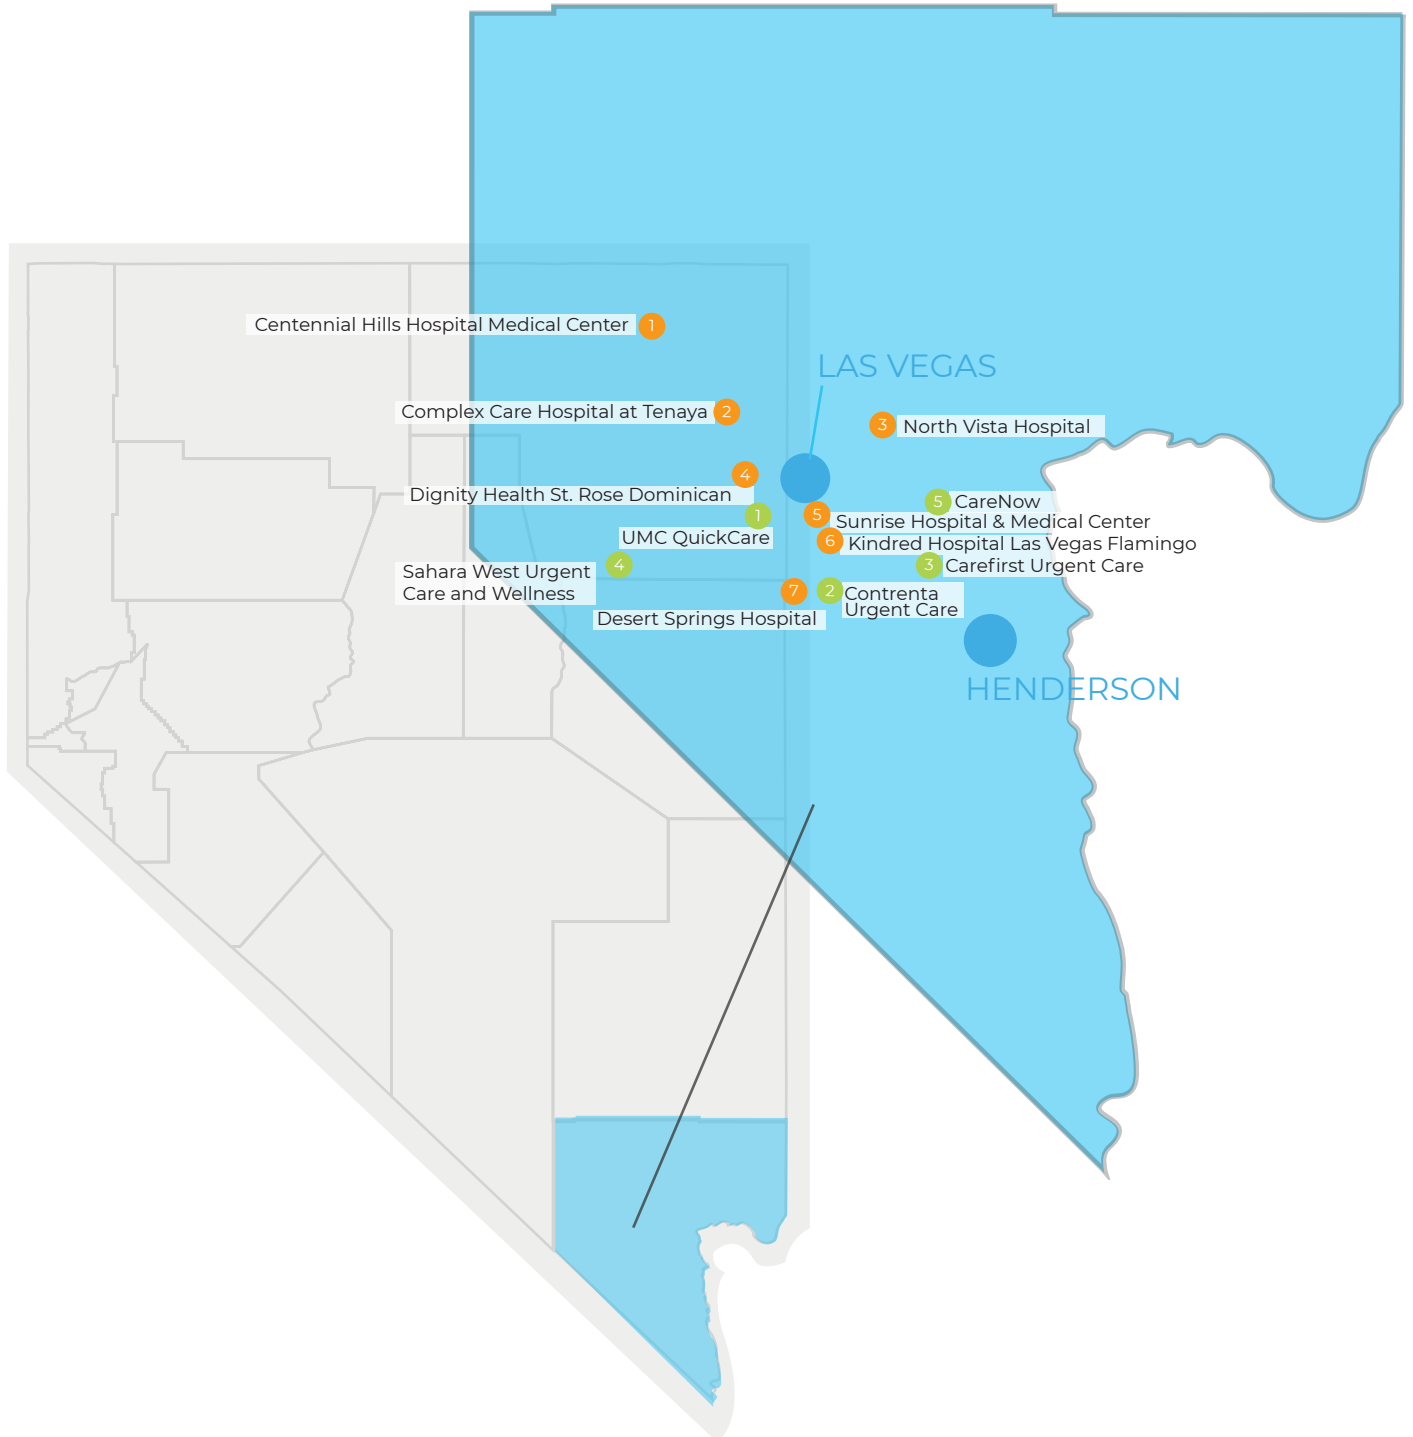 Centennial Hills Hospital Medical Center
1
LAS VEGAS
Complex Care Hospital at Tenaya
2
3
North Vista Hospital
4
Dignity Health St. Rose Dominican
5
CareNow
1
UMC QuickCare
5
Sunrise Hospital & Medical Center
6
Kindred Hospital Las Vegas Flamingo
4
Sahara West Urgent
Care and Wellness
3
Carefirst Urgent Care
7
Desert Springs Hospital
2
Contrenta
Urgent Care
HENDERSON